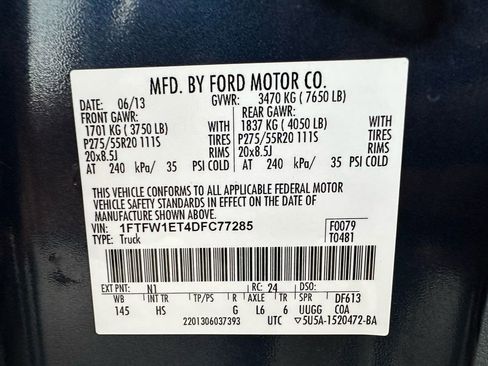 MFD. BY FORD MOTOR CO.
DATE: 06/13 GVWR: 3470 KG ( 7650 LB)
FRONT GAWR: REAR GAWR:
1701 KG ( 3750 LB) WITH 1837 KG ( 4050 LB) WITH
P275/55R20 111S TIRES P275/55R20 111S TIRES
20x8.5J RIMS 20x8.5J RIMS
AT 240 kPa/ 35 PSI COLD AT 240 kPa/ 35 PSI COLD
THIS VEHICLE CONFORMS TO ALL APPLICABLE FEDERAL MOTOR
VEHICLE SAFETY STANDARDS IN EFFECT ON THE DATE OF
MANUFACTURE SHOWN ABOVE.
VIN: 1FTFW1ET4DFC77285 F0079
TYPE: Truck T0481
EXT PNT: N1 RC: 24 DSO:
WB INT TR TP/PS R AXLE TR SPR DF613
145 HS G L6 6 UUGG COA
2201306037393 UTC ▽5U5A-1520472-BA